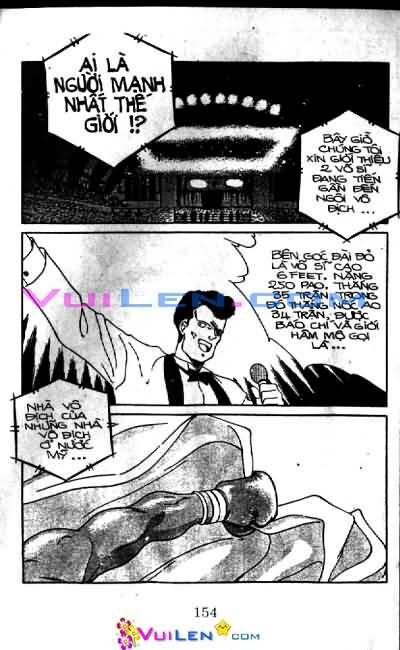 AI LÀ
NGƯỜI MẠNH
NHẤT THẾ
GIỚI !?
BÂY GIỜ
CHÚNG TÔI
XIN GIỚI THIỆU
2 VÕ SĨ
ĐANG TIẾN
GẦN ĐẾN
NGÔI VÔ
ĐỊCH ...
BÊN GÓC ĐÀI ĐỎ
LÀ VÕ SĨ CAO
6 FEET, NẶNG
250 PAO, THẮNG
35 TRẬN TRONG
ĐÓ THẮNG NỐC AO
34 TRẬN, ĐƯỢC
BÁO CHÍ VÀ GIỚI
HÂM MỘ GỌI
LÀ ...
VUILEN.COM
NHÀ VÔ
ĐỊCH CỦA
NHỮNG NHÀ
VÔ ĐỊCH
Ở NƯỚC
MỸ ...
154
VUILEN.COM